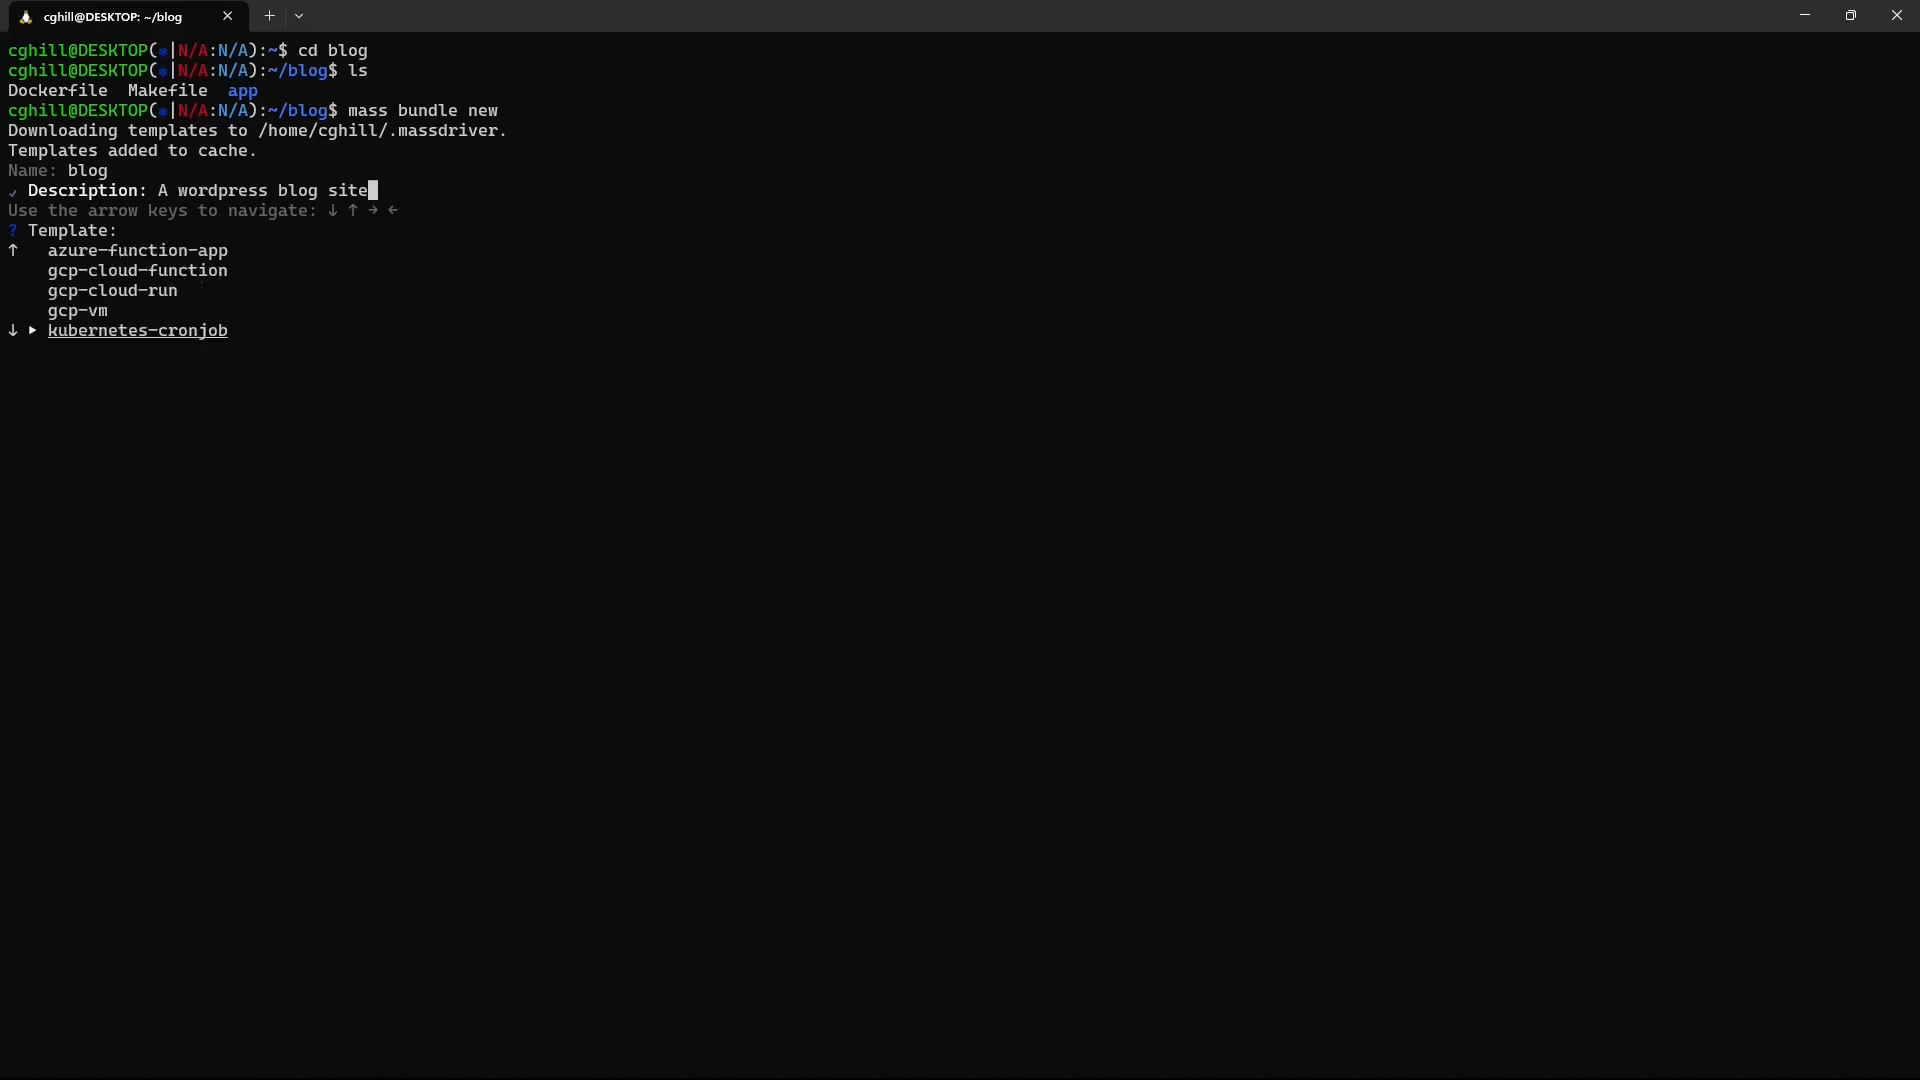 cghill@DESKTOP: ~/blog
cghill@DESKTOP(⎈|N/A:N/A):~$ cd blog
cghill@DESKTOP(⎈|N/A:N/A):~/blog$ ls
Dockerfile  Makefile  app
cghill@DESKTOP(⎈|N/A:N/A):~/blog$ mass bundle new
Downloading templates to /home/cghill/.massdriver.
Templates added to cache.
Name: blog
✔ Description: A wordpress blog site
Use the arrow keys to navigate: ↓ ↑ → ←
? Template:
↑   azure-function-app
    gcp-cloud-function
    gcp-cloud-run
    gcp-vm
↓ ▸ kubernetes-cronjob